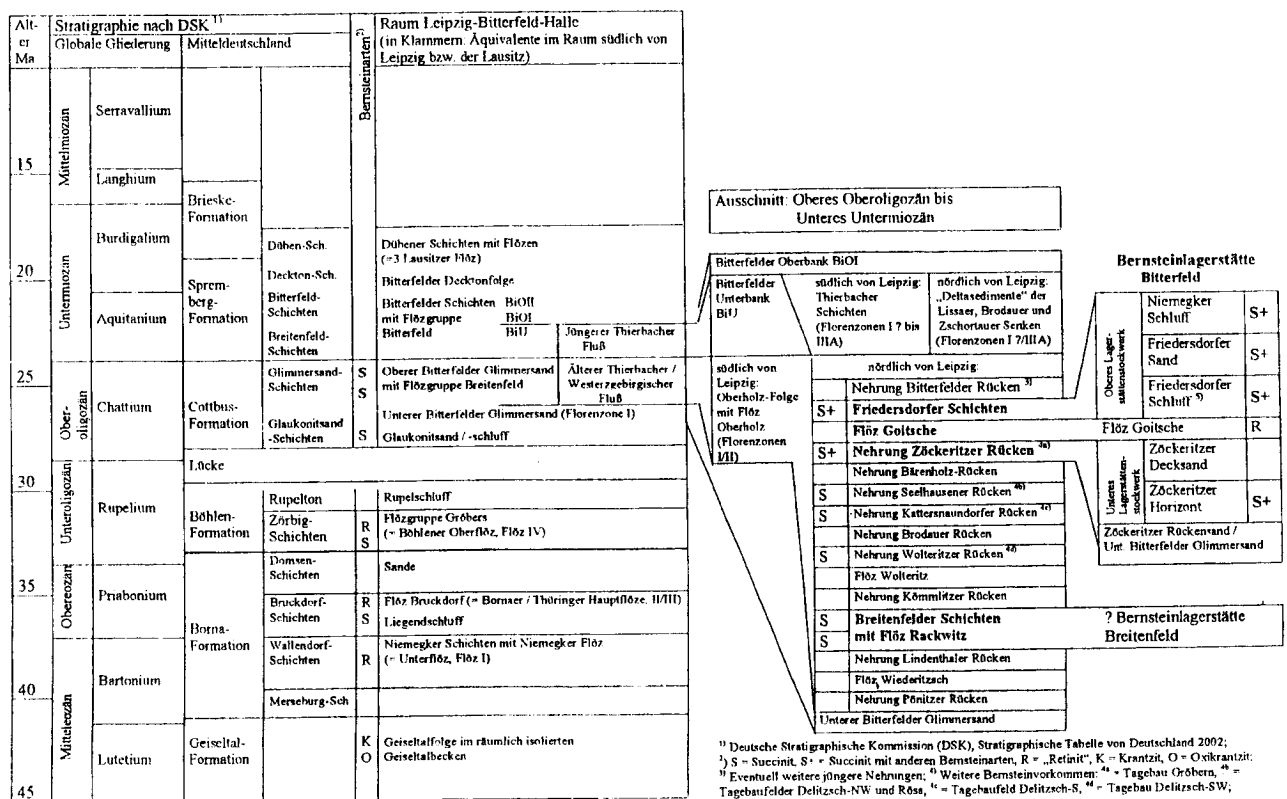 Alt-
er
Ma
Stratigraphie nach DSK 1)
Globale Gliederung
Mitteldeutschland
Bernsteinarten 2)
Raum Leipzig-Bitterfeld-Halle
(in Klammern: Äquivalente im Raum südlich von
Leipzig bzw. der Lausitz)
15
20
25
30
35
40
45
Mittelmiozän
Untermiozän
Ober-
oligozän
Unteroligozän
Obereozän
Mitteleozän
Serravallium
Langhium
Burdigalium
Aquitanium
Chattium
Rupelium
Priabonium
Bartonium
Lutetium
Brieske-
Formation
Sprem-
berg-
Formation
Cottbus-
Formation
Lücke
Böhlen-
Formation
Borna-
Formation
Geiseltal-
Formation
Düben-Sch.
Deckton-Sch.
Bitterfeld-
Schichten
Breitenfeld-
Schichten
Glimmersand-
Schichten
Glaukonitsand
-Schichten
Rupelton
Zörbig-
Schichten
Domsen-
Schichten
Bruckdorf-
Schichten
Wallendorf-
Schichten
Merseburg-Sch
S
S
S
R
S
R
S
R
K
O
Dübener Schichten mit Flözen
(=3 Lausitzer Flöz)
Bitterfelder Decktonfolge
Bitterfelder Schichten BiOII
mit Flözgruppe BiOI
Bitterfeld BiU
Jüngerer Thierbacher
Fluß
Oberer Bitterfelder Glimmersand
mit Flözgruppe Breitenfeld
Älterer Thierbacher /
Westerzgebirgischer
Fluß
Unterer Bitterfelder Glimmersand (Florenzone I)
Glaukonitsand / -schluff
Rupelschluff
Flözgruppe Gröbers
(= Böhlener Oberflöz, Flöz IV)
Sande
Flöz Bruckdorf (= Bornaer / Thüringer Hauptflöze, II/III)
Liegendschluff
Niemegker Schichten mit Niemegker Flöz
(= Unterflöz, Flöz I)
Geiseltalfolge im räumlich isolierten
Geiseltalbecken
Ausschnitt: Oberes Oberoligozän bis
Unteres Untermiozän
Bitterfelder Oberbank BiOI
Bitterfelder
Unterbank
BiU
südlich von Leipzig:
Thierbacher
Schichten
(Florenzonen I ? bis
IIIA)
nördlich von Leipzig:
„Deltasedimente“ der
Lissaer, Brodauer und
Zschortauer Senken
(Florenzonen I ?/IIIA)
südlich von
Leipzig:
Oberholz-Folge
mit Flöz
Oberholz
(Florenzonen
I/II)
nördlich von Leipzig:
Nehrung Bitterfelder Rücken 3)
S+ Friedersdorfer Schichten
Flöz Goitsche
S+ Nehrung Zöckeritzer Rücken 4a)
Nehrung Bärenholz-Rücken
S Nehrung Seelhausener Rücken 4b)
S Nehrung Kattersnaundorfer Rücken 4c)
Nehrung Brodauer Rücken
S Nehrung Wolteritzer Rücken 4d)
Flöz Wolteritz
Nehrung Kömmlitzer Rücken
S Breitenfelder Schichten
S mit Flöz Rackwitz
Nehrung Lindenthaler Rücken
Flöz Wiederitzsch
Nehrung Pönitzer Rücken
Unterer Bitterfelder Glimmersand
Bernsteinlagerstätte
Bitterfeld
Oberes Lager-
stättenstockwerk
Niemegker
Schluff
S+
Friedersdorfer
Sand
S+
Friedersdorfer
Schluff 5)
S+
Flöz Goitsche R
Unteres
Lagerstätten-
stockwerk
Zöckeritzer
Decksand
Zöckeritzer
Horizont
S+
Zöckeritzer Rückensand /
Unt. Bitterfelder Glimmersand
? Bernsteinlagerstätte
Breitenfeld
1) Deutsche Stratigraphische Kommission (DSK), Stratigraphische Tabelle von Deutschland 2002;
2) S = Succinit, S+ = Succinit mit anderen Bernsteinarten, R = „Retinit“, K = Krantzit, O = Oxikrantzit;
3) Eventuell weitere jüngere Nehrungen; 4) Weitere Bernsteinvorkommen: 4a = Tagebau Gröbern, 4b =
Tagebaufelder Delitzsch-NW und Rösa, 4c = Tagebaufeld Delitzsch-S, 4d = Tagebau Delitzsch-SW;